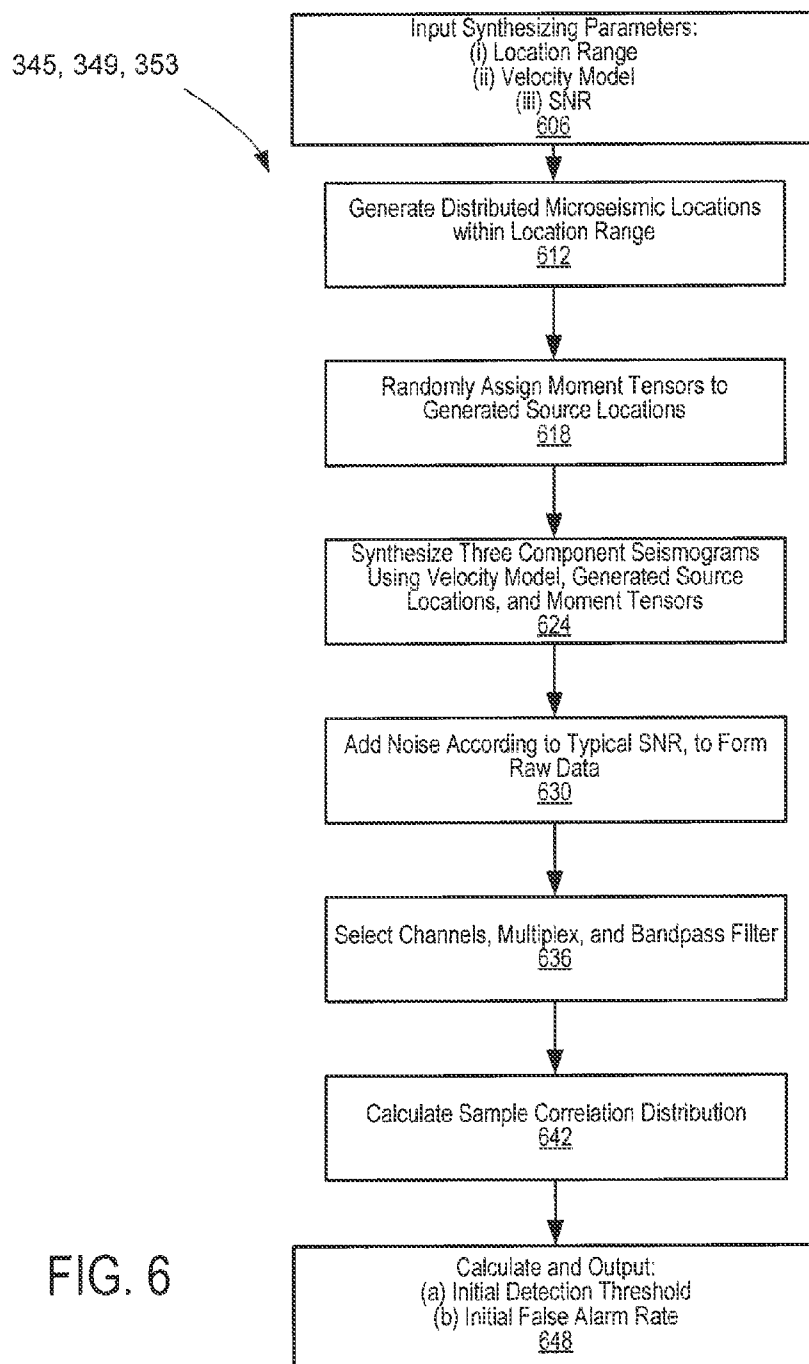 345, 349, 353
Input Synthesizing Parameters:
(i) Location Range
(ii) Velocity Model
(iii) SNR
606
Generate Distributed Microseismic Locations
within Location Range
612
Randomly Assign Moment Tensors to
Generated Source Locations
618
Synthesize Three Component Seismograms
Using Velocity Model, Generated Source
Locations, and Moment Tensors
624
Add Noise According to Typical SNR, to Form
Raw Data
630
Select Channels, Multiplex, and Bandpass Filter
636
Calculate Sample Correlation Distribution
642
Calculate and Output:
(a) Initial Detection Threshold
(b) Initial False Alarm Rate
648
FIG. 6